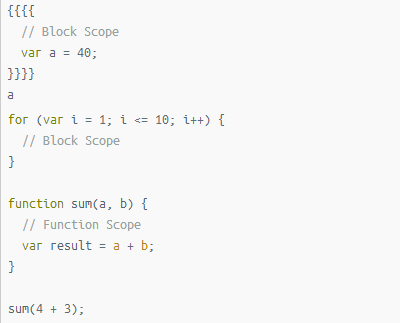 {{{{
// Block Scope
var a = 40;
}}}}
a
for (var i = 1; i <= 10; i++) {
// Block Scope
}
function sum(a, b) {
// Function Scope
var result = a + b;
}
sum(4 + 3);